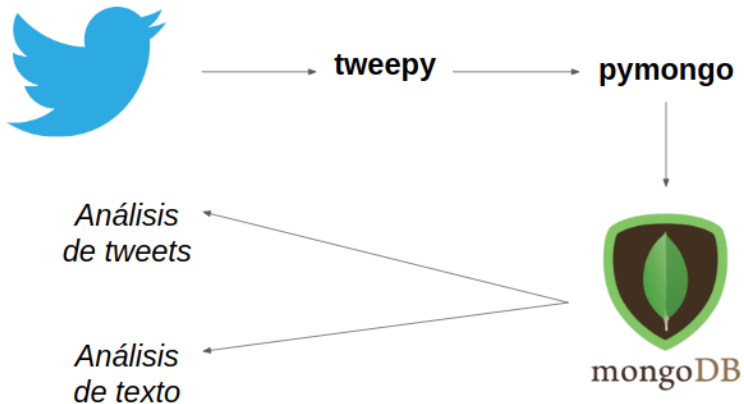 tweepy
pymongo
Análisis
de tweets
mongoDB
Análisis
de texto